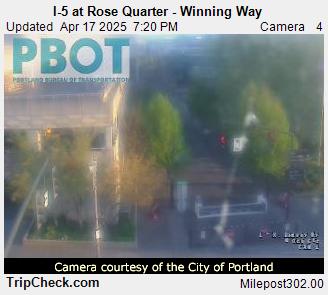 I-5 at Rose Quarter - Winning Way
Updated Apr 17 2025 7:20 PM Camera 4
PBOT
PORTLAND BUREAU OF TRANSPORTATION
Camera courtesy of the City of Portland
TripCheck.com Milepost302.00